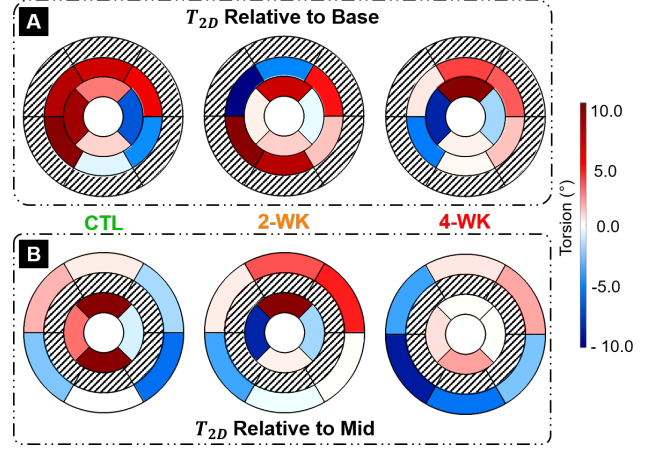 A
T2D Relative to Base
CTL
2-WK
4-WK
B
T2D Relative to Mid
10.0
5.0
0.0
-5.0
- 10.0
Torsion (°)